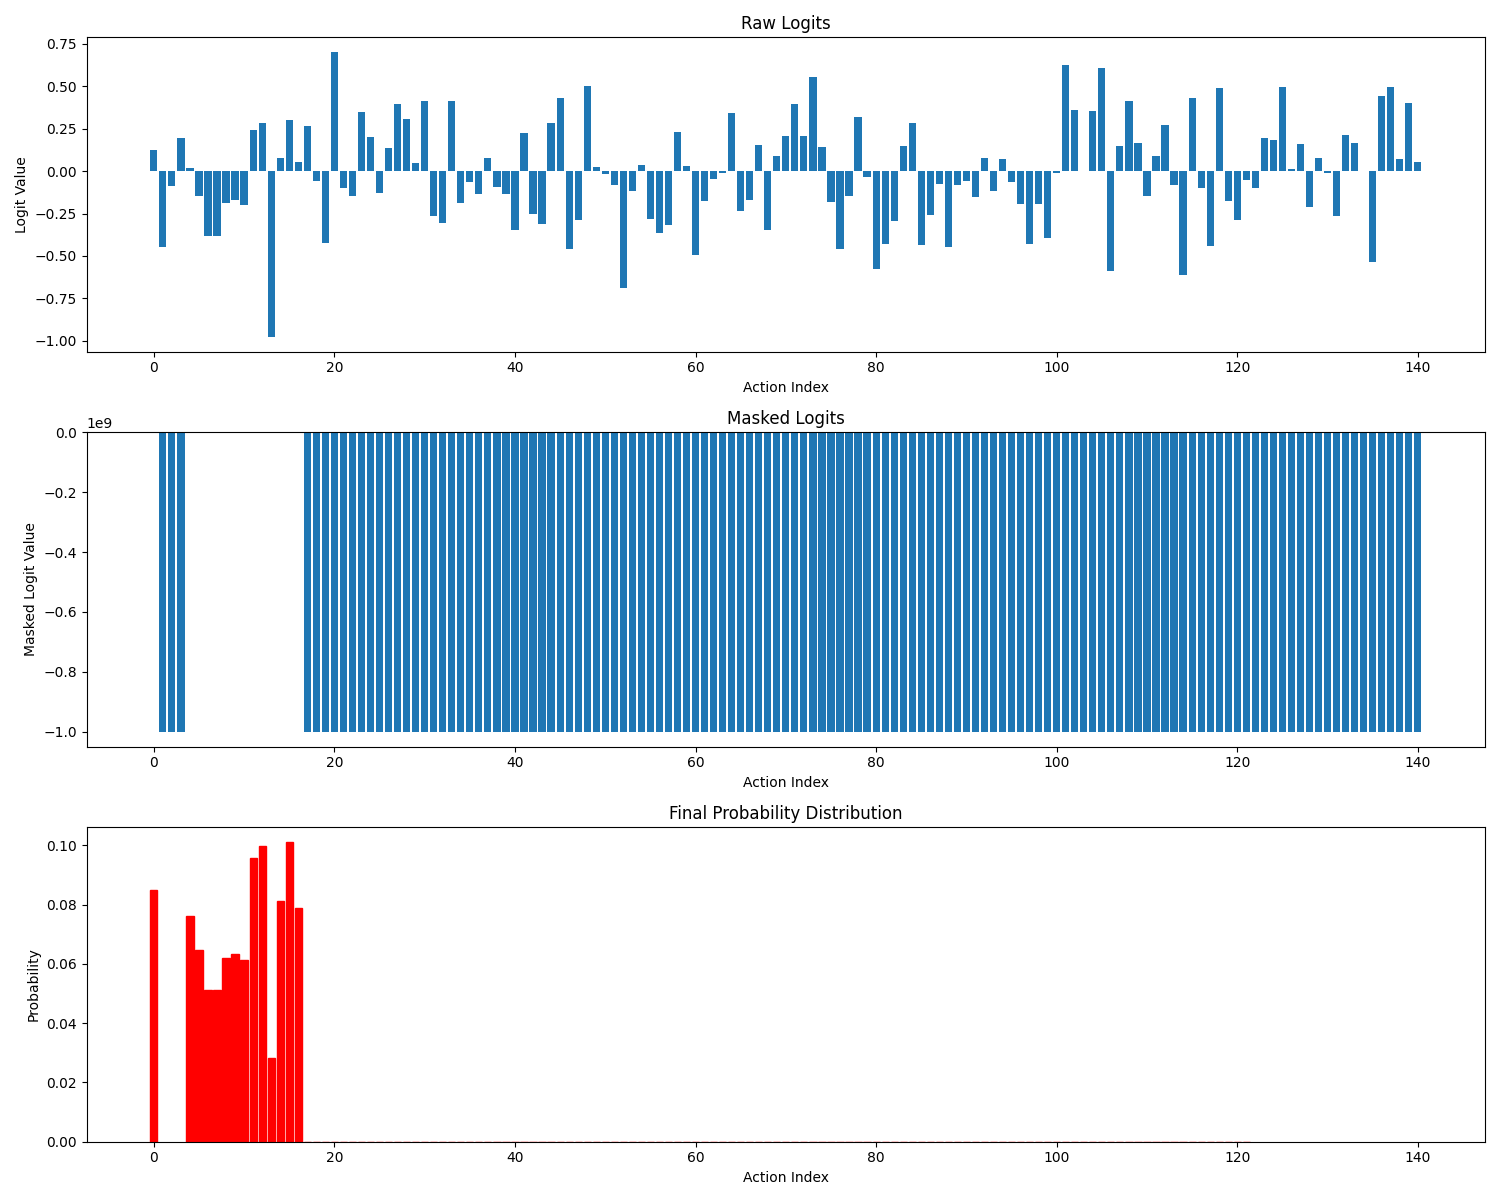 Raw Logits
0.75
0.50
0.25
0.00
−0.25
−0.50
−0.75
−1.00
Logit Value
0 20 40 60 80 100 120 140
Action Index
Masked Logits
1e9
0.0
−0.2
−0.4
−0.6
−0.8
−1.0
Masked Logit Value
0 20 40 60 80 100 120 140
Action Index
Final Probability Distribution
0.10
0.08
0.06
0.04
0.02
0.00
Probability
0 20 40 60 80 100 120 140
Action Index